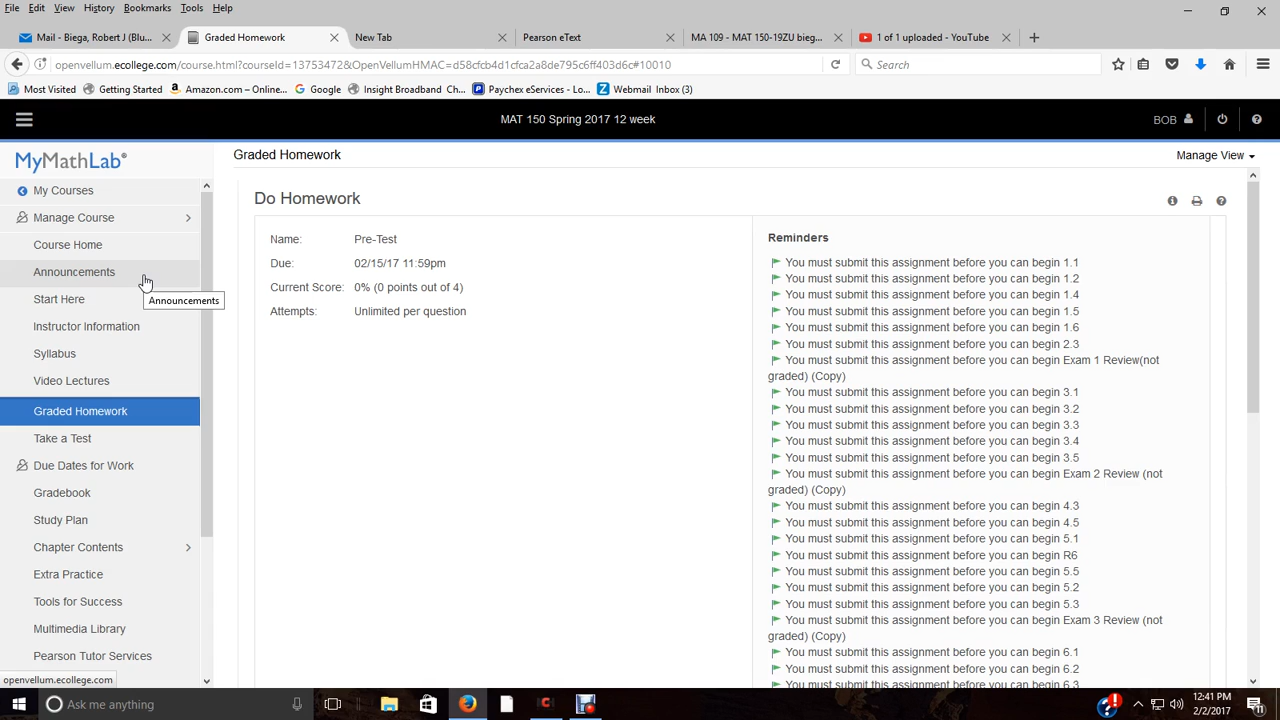 File Edit View History Bookmarks Tools Help
Mail - Biega, Robert J (Blu...
Graded Homework
New Tab
Pearson eText
MA 109 - MAT 150-19ZU bieg...
1 of 1 uploaded - YouTube
openvellum.ecollege.com/course.html?courseId=13753472&OpenVellumHMAC=d58cfcb4d1cfca2a8de795c6ff403d6c#10010
Search
Most Visited Getting Started Amazon.com – Online... Google Insight Broadband Ch... Paychex eServices - Lo... Webmail Inbox (3)
MAT 150 Spring 2017 12 week
BOB
MyMathLab®
My Courses
Manage Course
Course Home
Announcements
Announcements
Start Here
Instructor Information
Syllabus
Video Lectures
Graded Homework
Take a Test
Due Dates for Work
Gradebook
Study Plan
Chapter Contents
Extra Practice
Tools for Success
Multimedia Library
Pearson Tutor Services
openvellum.ecollege.com
Graded Homework
Manage View
Do Homework
Name: Pre-Test
Due: 02/15/17 11:59pm
Current Score: 0% (0 points out of 4)
Attempts: Unlimited per question
Reminders
You must submit this assignment before you can begin 1.1
You must submit this assignment before you can begin 1.2
You must submit this assignment before you can begin 1.4
You must submit this assignment before you can begin 1.5
You must submit this assignment before you can begin 1.6
You must submit this assignment before you can begin 2.3
You must submit this assignment before you can begin Exam 1 Review(not
graded) (Copy)
You must submit this assignment before you can begin 3.1
You must submit this assignment before you can begin 3.2
You must submit this assignment before you can begin 3.3
You must submit this assignment before you can begin 3.4
You must submit this assignment before you can begin 3.5
You must submit this assignment before you can begin Exam 2 Review (not
graded) (Copy)
You must submit this assignment before you can begin 4.3
You must submit this assignment before you can begin 4.5
You must submit this assignment before you can begin 5.1
You must submit this assignment before you can begin R6
You must submit this assignment before you can begin 5.5
You must submit this assignment before you can begin 5.2
You must submit this assignment before you can begin 5.3
You must submit this assignment before you can begin Exam 3 Review (not
graded) (Copy)
You must submit this assignment before you can begin 6.1
You must submit this assignment before you can begin 6.2
You must submit this assignment before you can begin 6.3
Ask me anything
12:41 PM
2/2/2017